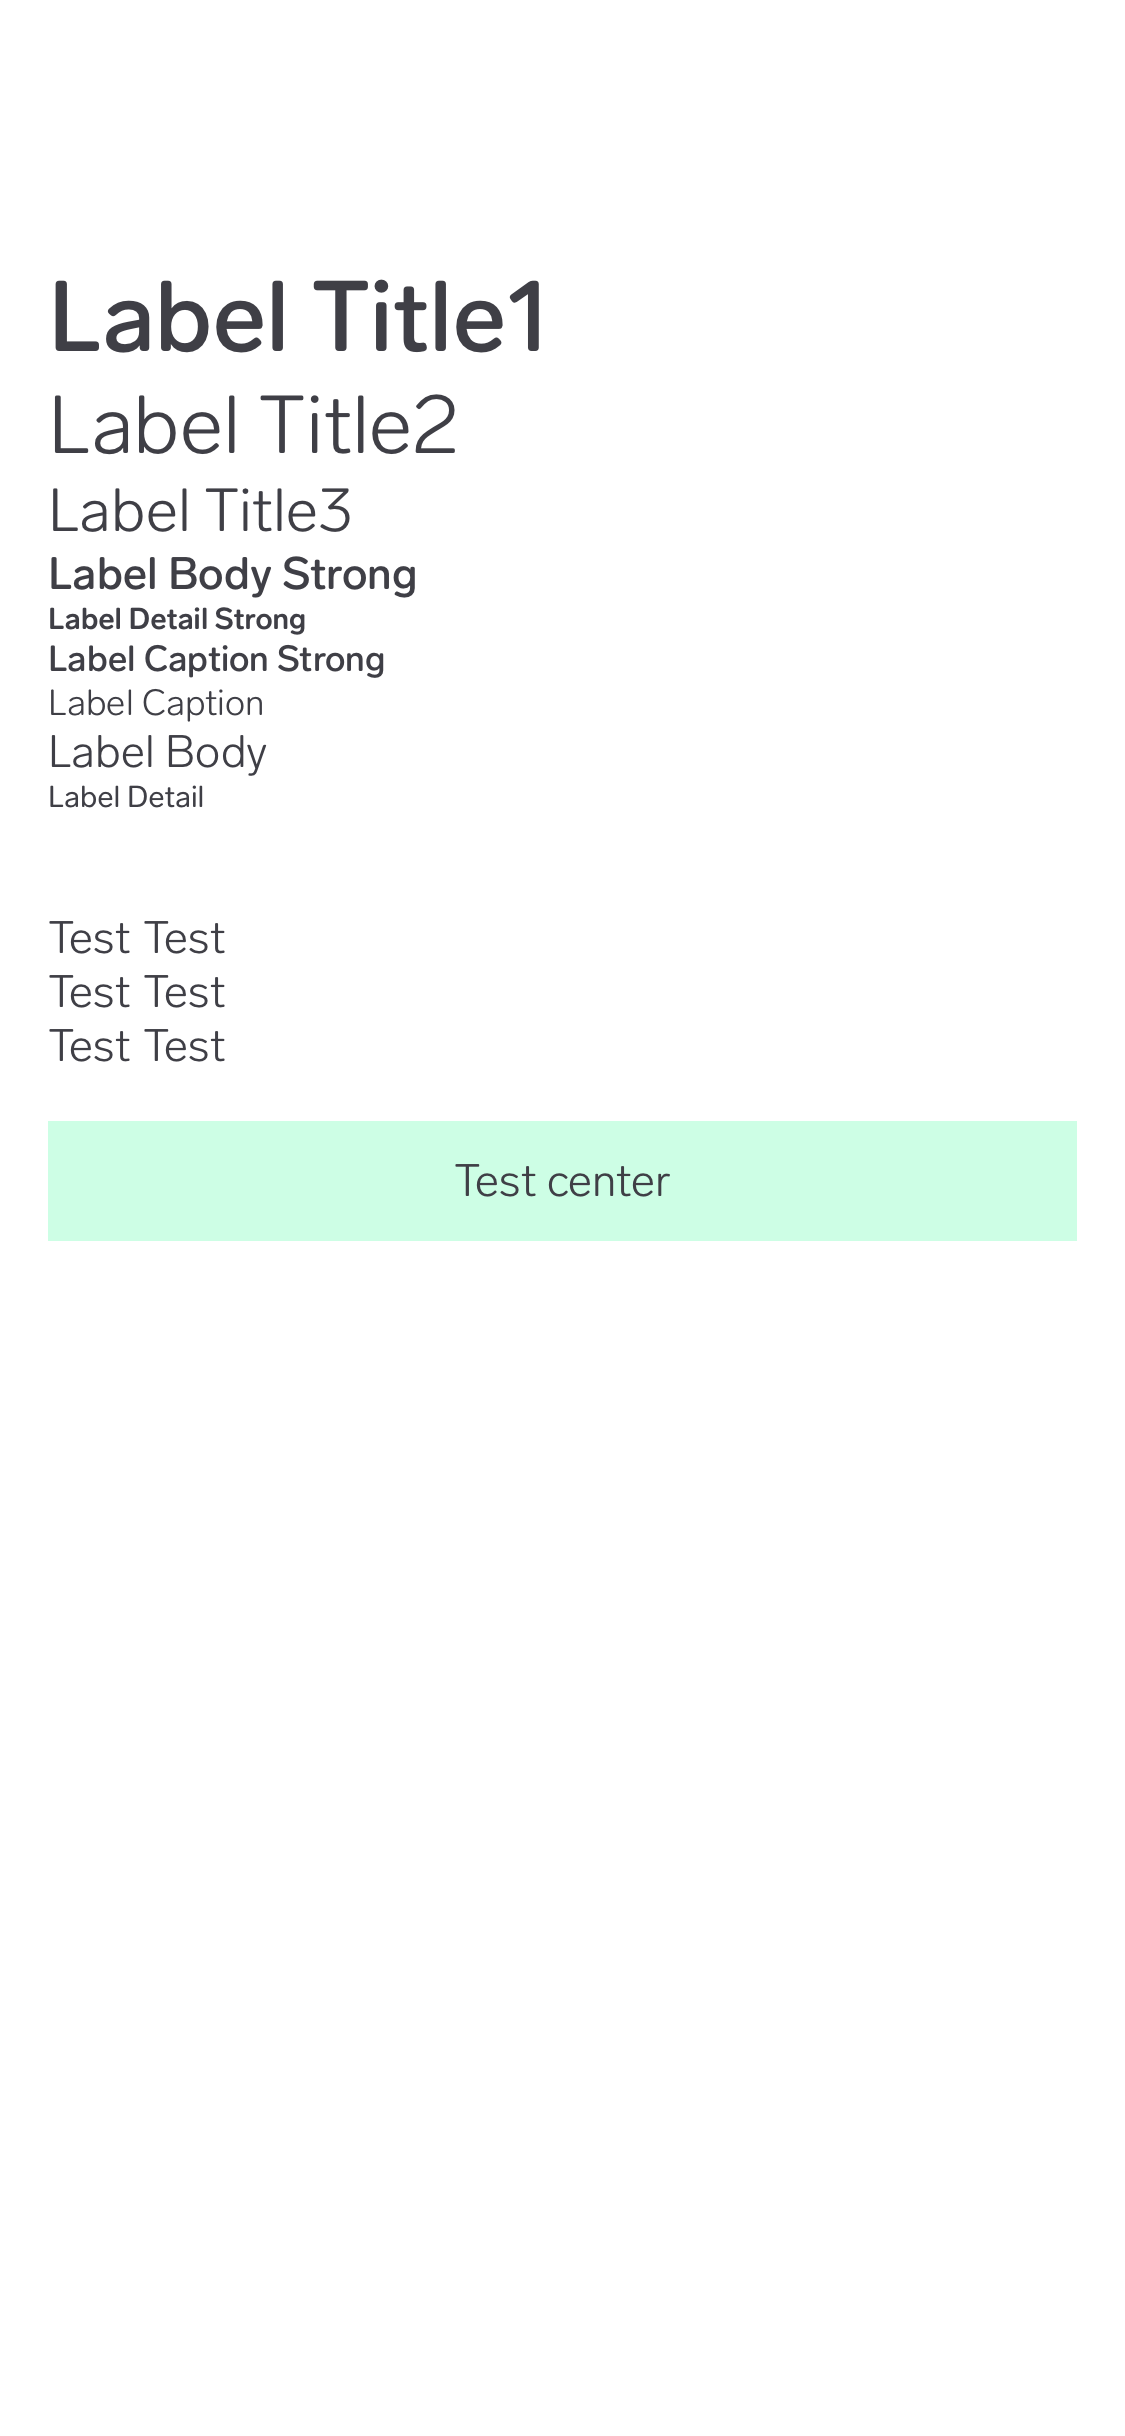 Label Title1
Label Title2
Label Title3
Label Body Strong
Label Detail Strong
Label Caption Strong
Label Caption
Label Body
Label Detail
Test Test
Test Test
Test Test
Test center